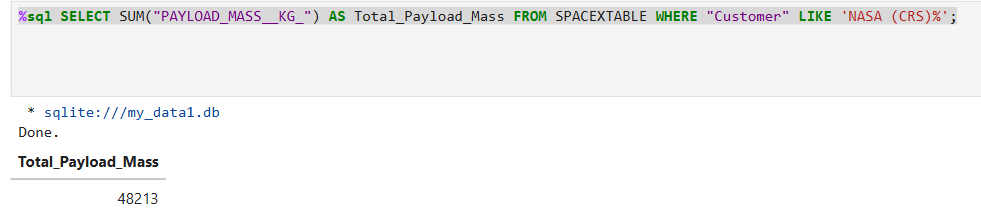 %sql SELECT SUM("PAYLOAD_MASS__KG_") AS Total_Payload_Mass FROM SPACEXTABLE WHERE "Customer" LIKE 'NASA (CRS)%';
* sqlite:///my_data1.db
Done.
Total_Payload_Mass
48213